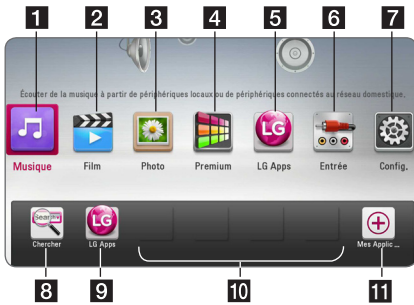 1 2 3 4 5 6 7
Écouter de la musique à partir de périphériques locaux ou de périphériques connectés au réseau domestique.
LG
Musique Film Photo Premium LG Apps Entrée Config.
Search
LG
Chercher LG Apps Mes Applic ...
8 9 10 11